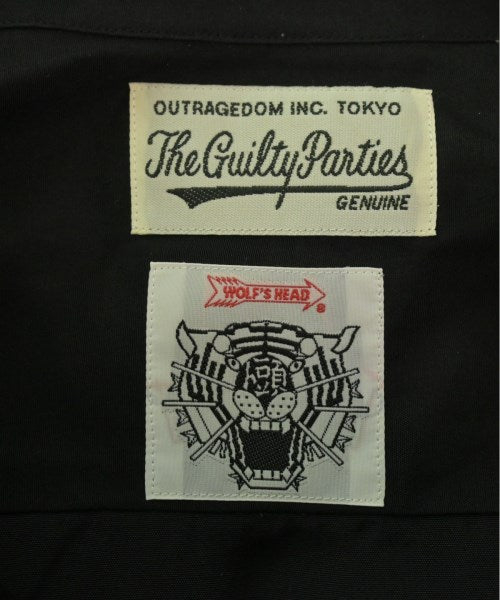 OUTRAGEDOM INC. TOKYO
The Guilty Parties
GENUINE
WOLF'S HEAD
®